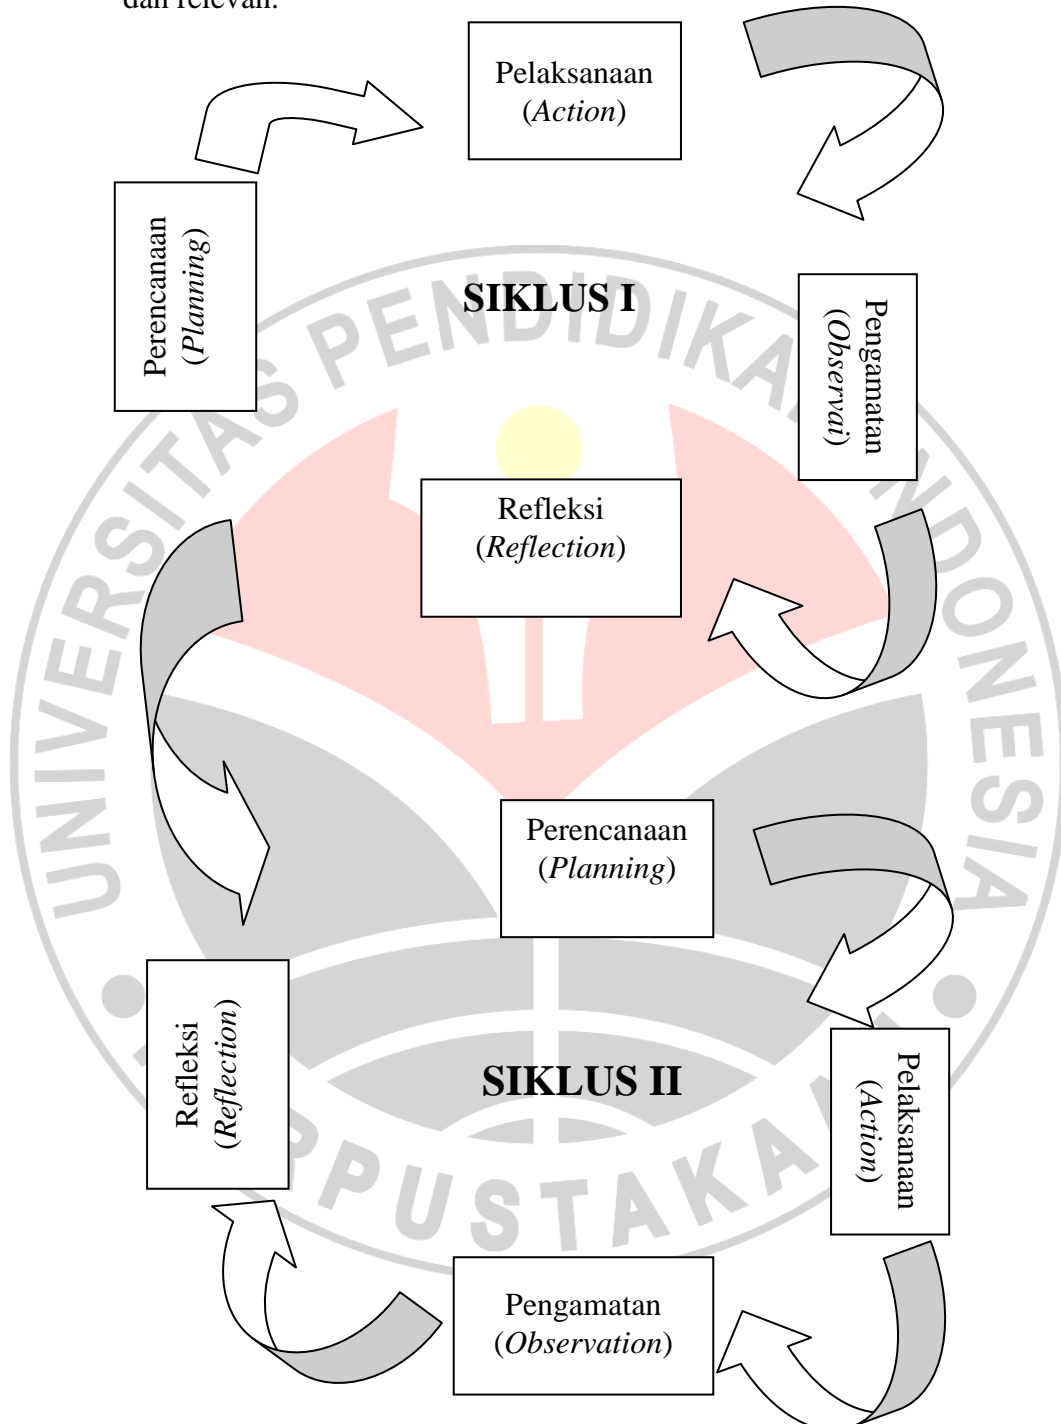 dan relevan.
Pelaksanaan
(Action)
Perencanaan
(Planning)
SIKLUS I
Pengamatan
(Observai)
Refleksi
(Reflection)
Perencanaan
(Planning)
Pelaksanaan
(Action)
SIKLUS II
Refleksi
(Reflection)
Pengamatan
(Observation)
UNIVERSITAS PENDIDIKAN INDONESIA
PERPUSTAKAAN